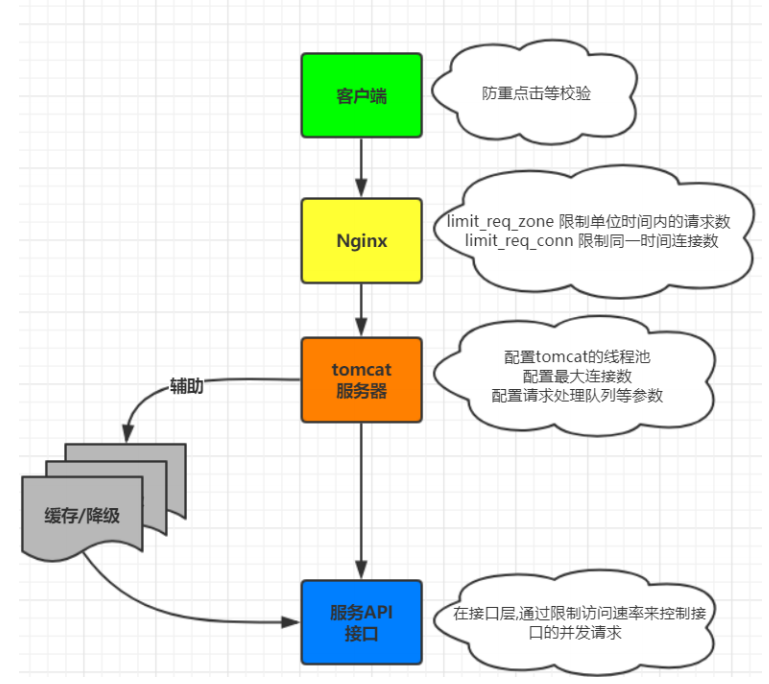 客户端
防重点击等校验
Nginx
limit_req_zone 限制单位时间内的请求数
limit_req_conn 限制同一时间连接数
tomcat
服务器
配置tomcat的线程池
配置最大连接数
配置请求处理队列等参数
辅助
缓存/降级
服务API
接口
在接口层,通过限制访问速率来控制接
口的并发请求